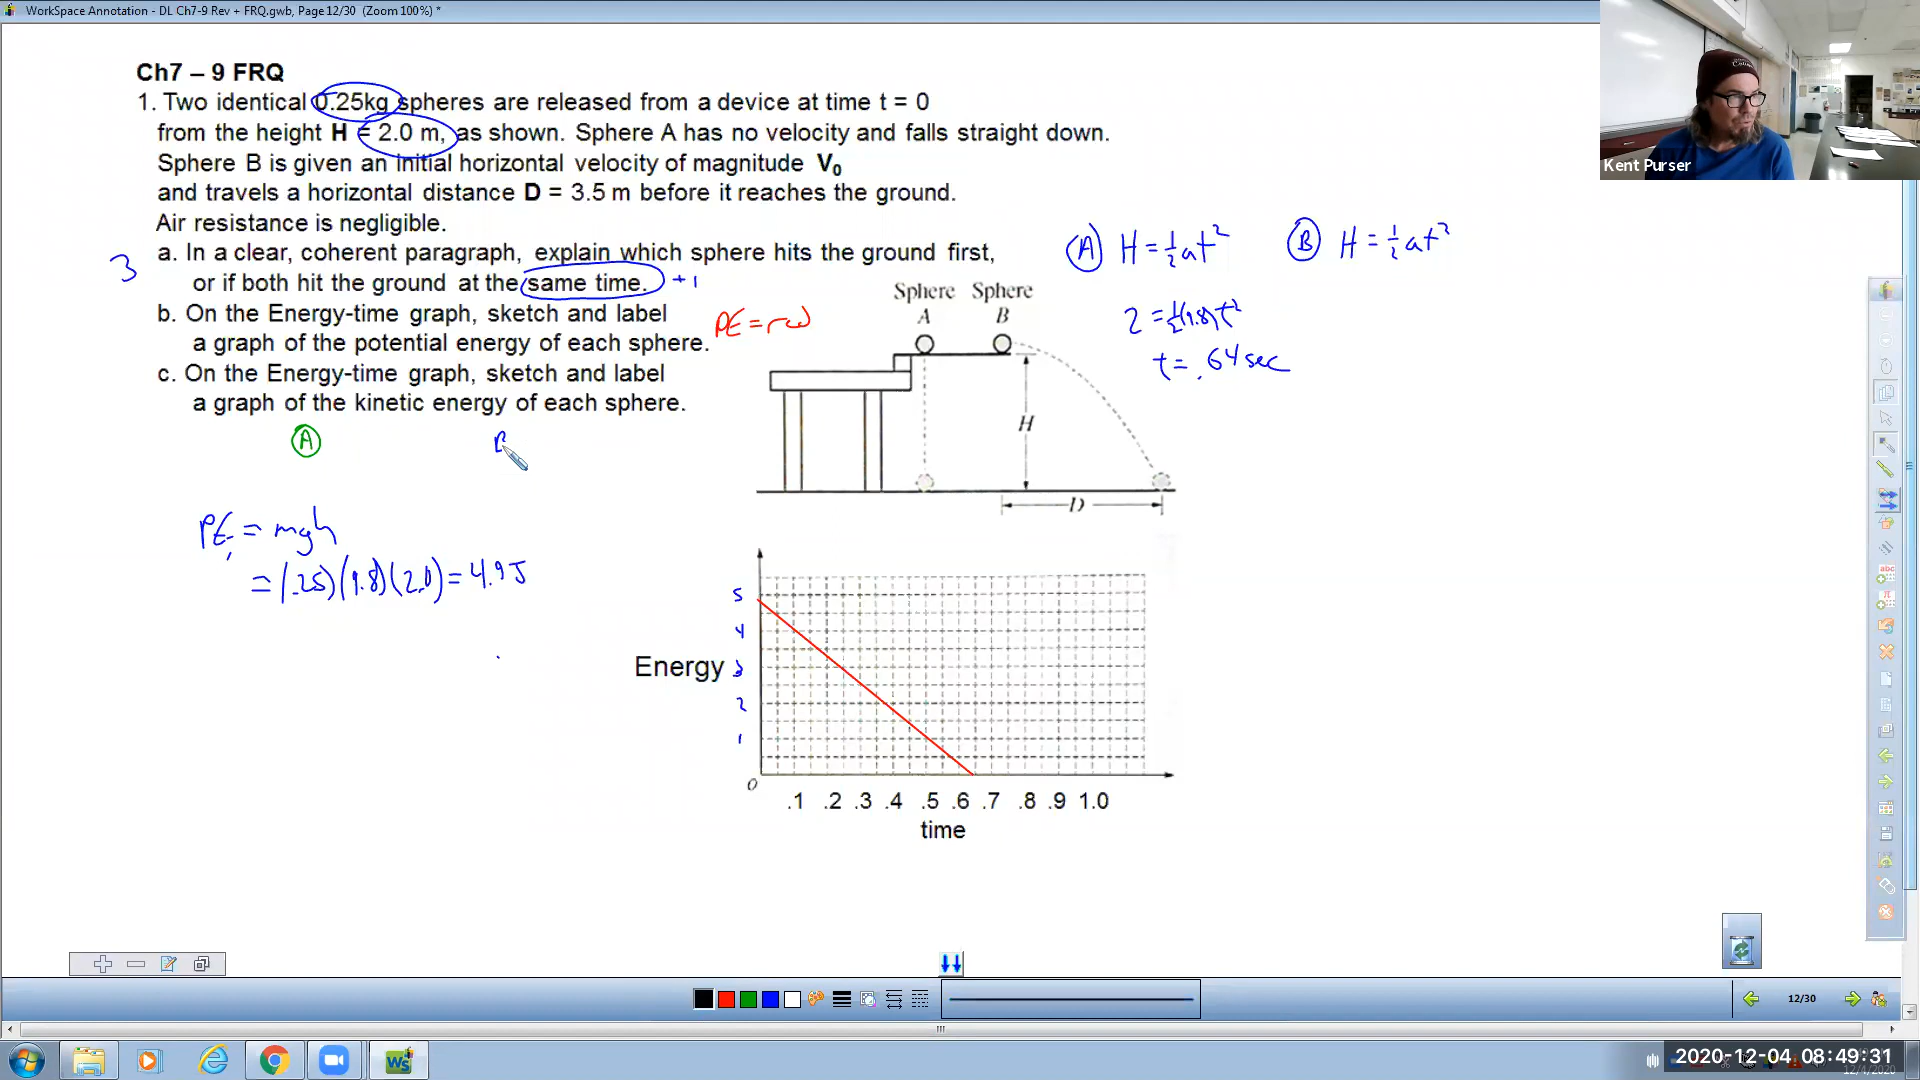 WorkSpace Annotation - DL Ch7-9 Rev + FRQ.gwb, Page 12/30 (Zoom 100%) *
Kent Purser
Ch7 – 9 FRQ
1. Two identical 0.25kg spheres are released from a device at time t = 0
from the height H = 2.0 m, as shown. Sphere A has no velocity and falls straight down.
Sphere B is given an initial horizontal velocity of magnitude V₀
and travels a horizontal distance D = 3.5 m before it reaches the ground.
Air resistance is negligible.
3
a. In a clear, coherent paragraph, explain which sphere hits the ground first,
or if both hit the ground at the same time. +1
b. On the Energy-time graph, sketch and label
a graph of the potential energy of each sphere.
c. On the Energy-time graph, sketch and label
a graph of the kinetic energy of each sphere.
PE = red
A H = ½at²
B H = ½at²
2 = ½(9.8)t²
t = .64 sec
Sphere Sphere
A B
H
D
A
PE = mgh
= (.25)(9.8)(2.0) = 4.9 J
5
4
Energy 3
2
1
0
.1 .2 .3 .4 .5 .6 .7 .8 .9 1.0
time
abc
π
12/30
Ws
2020-12-04 08:49:31
12/4/2020